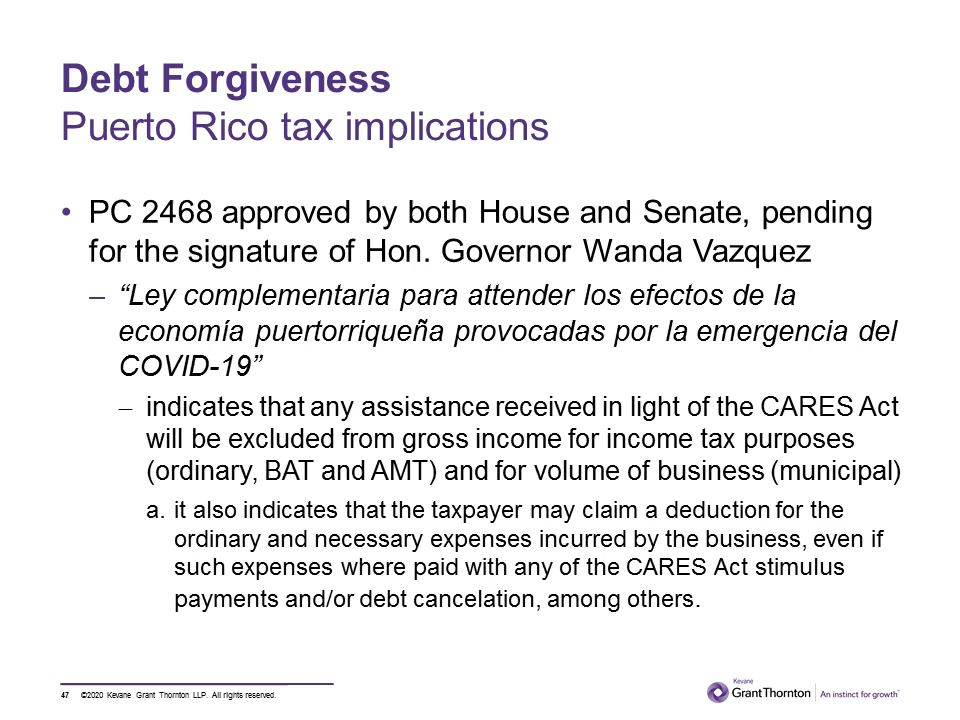 Debt Forgiveness
Puerto Rico tax implications
• PC 2468 approved by both House and Senate, pending
for the signature of Hon. Governor Wanda Vazquez
– “Ley complementaria para attender los efectos de la
economía puertorriqueña provocadas por la emergencia del
COVID-19”
– indicates that any assistance received in light of the CARES Act
will be excluded from gross income for income tax purposes
(ordinary, BAT and AMT) and for volume of business (municipal)
a. it also indicates that the taxpayer may claim a deduction for the
ordinary and necessary expenses incurred by the business, even if
such expenses where paid with any of the CARES Act stimulus
payments and/or debt cancelation, among others.
47 ©2020 Kevane Grant Thornton LLP. All rights reserved.
Kevane
Grant Thornton
An instinct for growth™